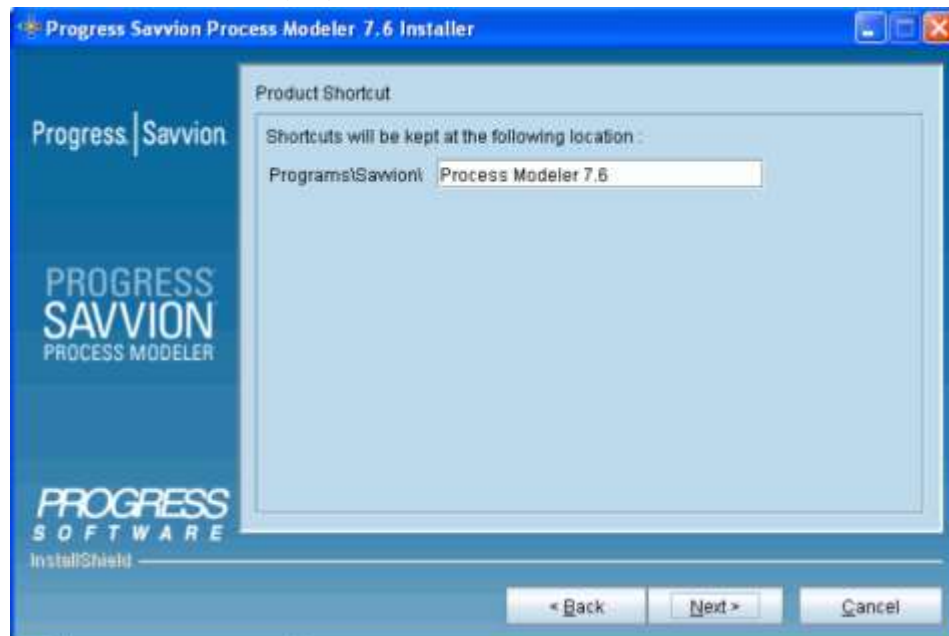 Progress Savvion Process Modeler 7.6 Installer
Progress Savvion
Product Shortcut
Shortcuts will be kept at the following location :
Programs\Savvion\ Process Modeler 7.6
PROGRESS
SAVVION
PROCESS MODELER
PROGRESS
SOFTWARE
InstallShield
< Back Next > Cancel